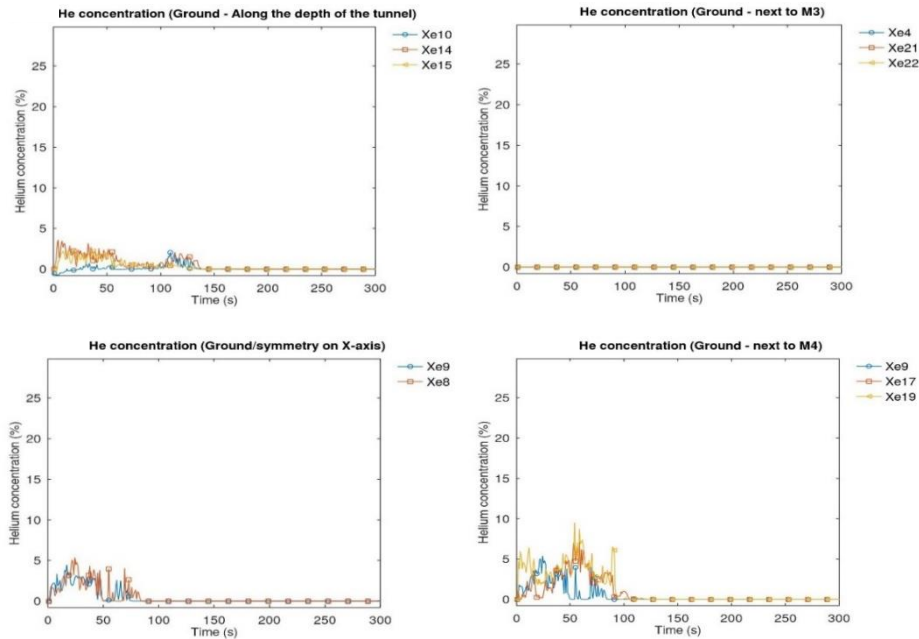 He concentration (Ground - Along the depth of the tunnel)
Xe10
Xe14
Xe15
Helium concentration (%)
25
20
15
10
5
0
0 50 100 150 200 250 300
Time (s)
He concentration (Ground - next to M3)
Xe4
Xe21
Xe22
Helium concentration (%)
25
20
15
10
5
0
0 50 100 150 200 250 300
Time (s)
He concentration (Ground/symmetry on X-axis)
Xe9
Xe8
Helium concentration (%)
25
20
15
10
5
0
0 50 100 150 200 250 300
Time (s)
He concentration (Ground - next to M4)
Xe9
Xe17
Xe19
Helium concentration (%)
25
20
15
10
5
0
0 50 100 150 200 250 300
Time (s)